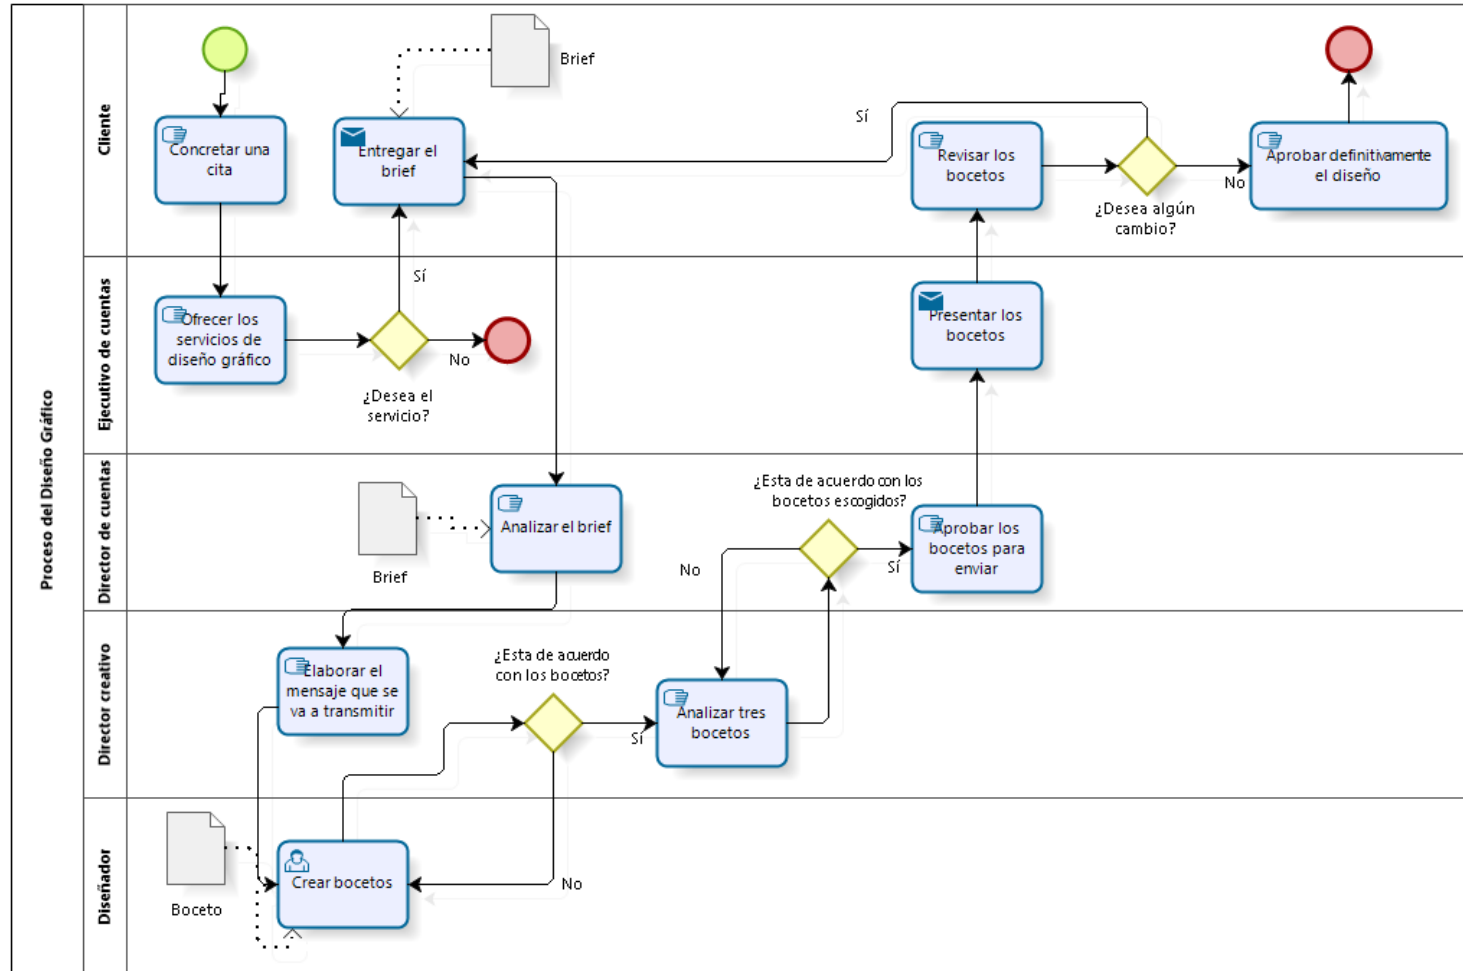 Proceso del Diseño Gráfico
Cliente
Brief
Concretar una
cita
Entregar el
brief
Sí
Revisar los
bocetos
¿Desea algún
cambio?
No
Aprobar definitivamente
el diseño
Ejecutivo de cuentas
Ofrecer los
servicios de
diseño gráfico
Sí
No
¿Desea el
servicio?
Presentar los
bocetos
Director de cuentas
Brief
Analizar el brief
¿Esta de acuerdo con los
bocetos escogidos?
No
Sí
Aprobar los
bocetos para
enviar
Director creativo
Elaborar el
mensaje que se
va a transmitir
¿Esta de acuerdo
con los bocetos?
Sí
Analizar tres
bocetos
Diseñador
Boceto
Crear bocetos
No